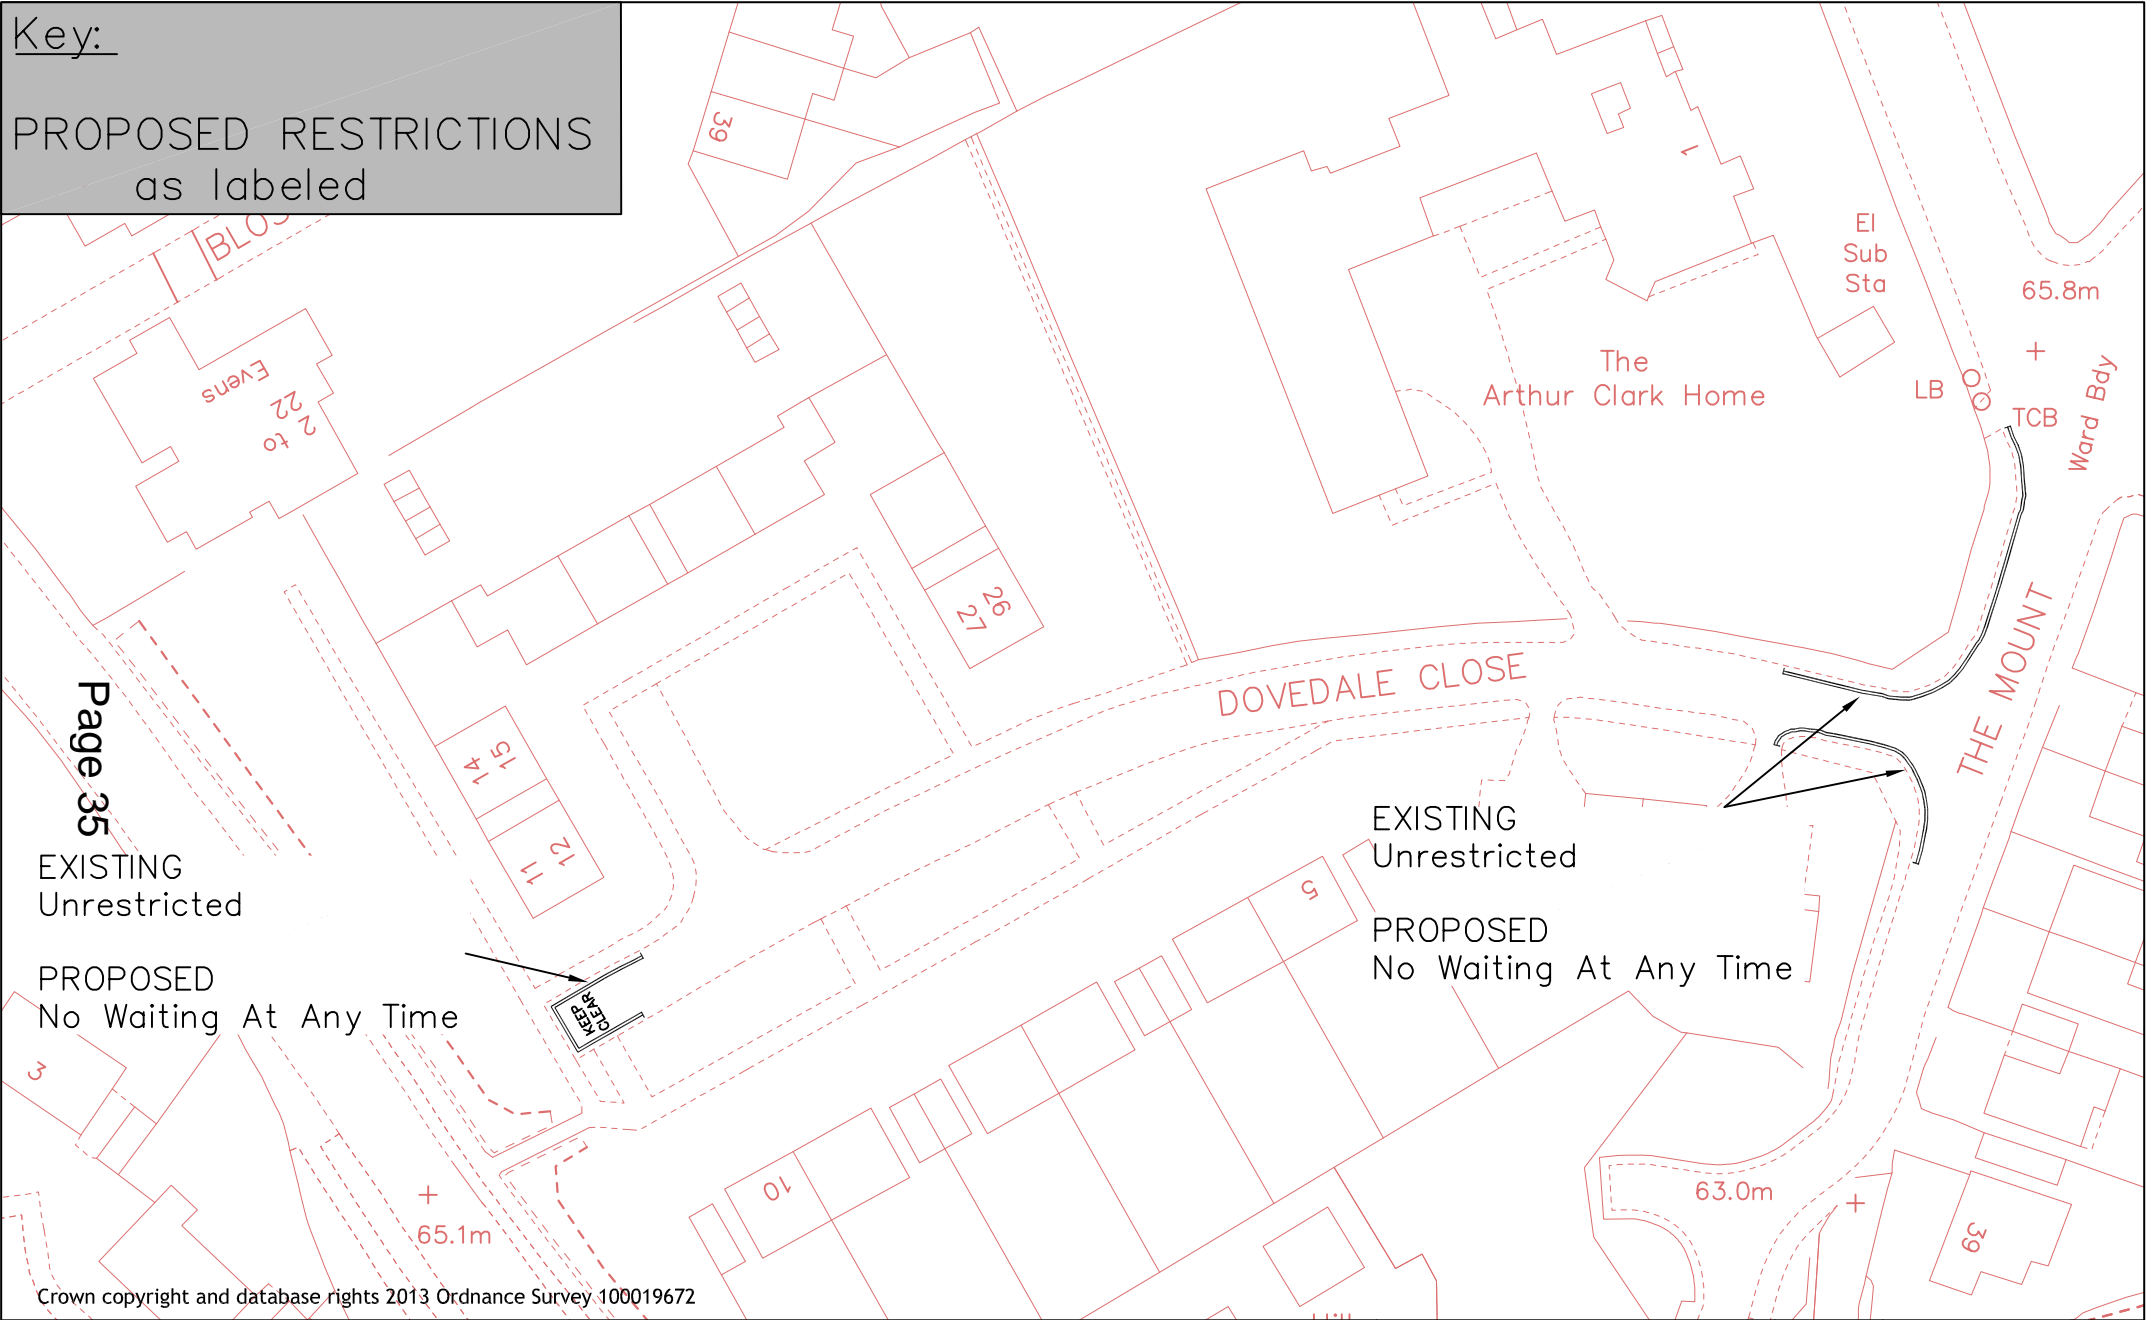 Key:
PROPOSED RESTRICTIONS
as labeled
39
1
El
Sub
Sta
65.8m
The
Arthur Clark Home
LB
TCB
Ward Bdy
Evens
2 to
22
26
27
DOVEDALE CLOSE
THE MOUNT
Page 35
14
15
11
12
EXISTING
Unrestricted
PROPOSED
No Waiting At Any Time
KEEP
CLEAR
EXISTING
Unrestricted
PROPOSED
No Waiting At Any Time
5
3
10
65.1m
63.0m
39
Crown copyright and database rights 2013 Ordnance Survey 100019672